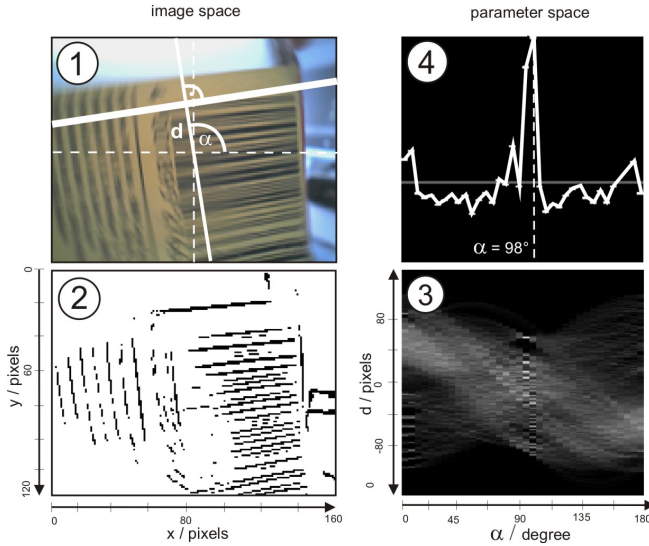 image space
parameter space
1
d
α
4
α = 98°
2
0
60
120
y / pixels
0
80
160
x / pixels
3
80
0
-80
0
d / pixels
0
45
90
135
180
α / degree